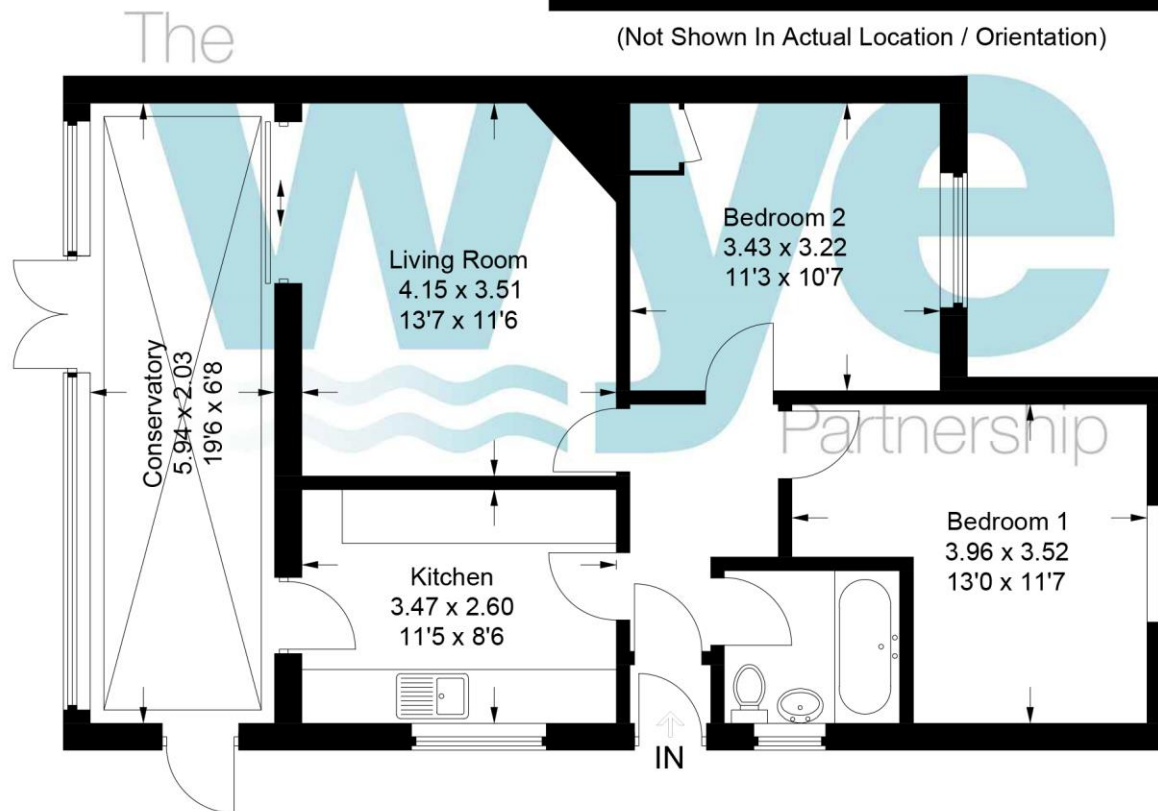 The
(Not Shown In Actual Location / Orientation)
wye
Partnership
Conservatory
5.94 x 2.03
19'6 x 6'8
Living Room
4.15 x 3.51
13'7 x 11'6
Bedroom 2
3.43 x 3.22
11'3 x 10'7
Kitchen
3.47 x 2.60
11'5 x 8'6
Bedroom 1
3.96 x 3.52
13'0 x 11'7
IN